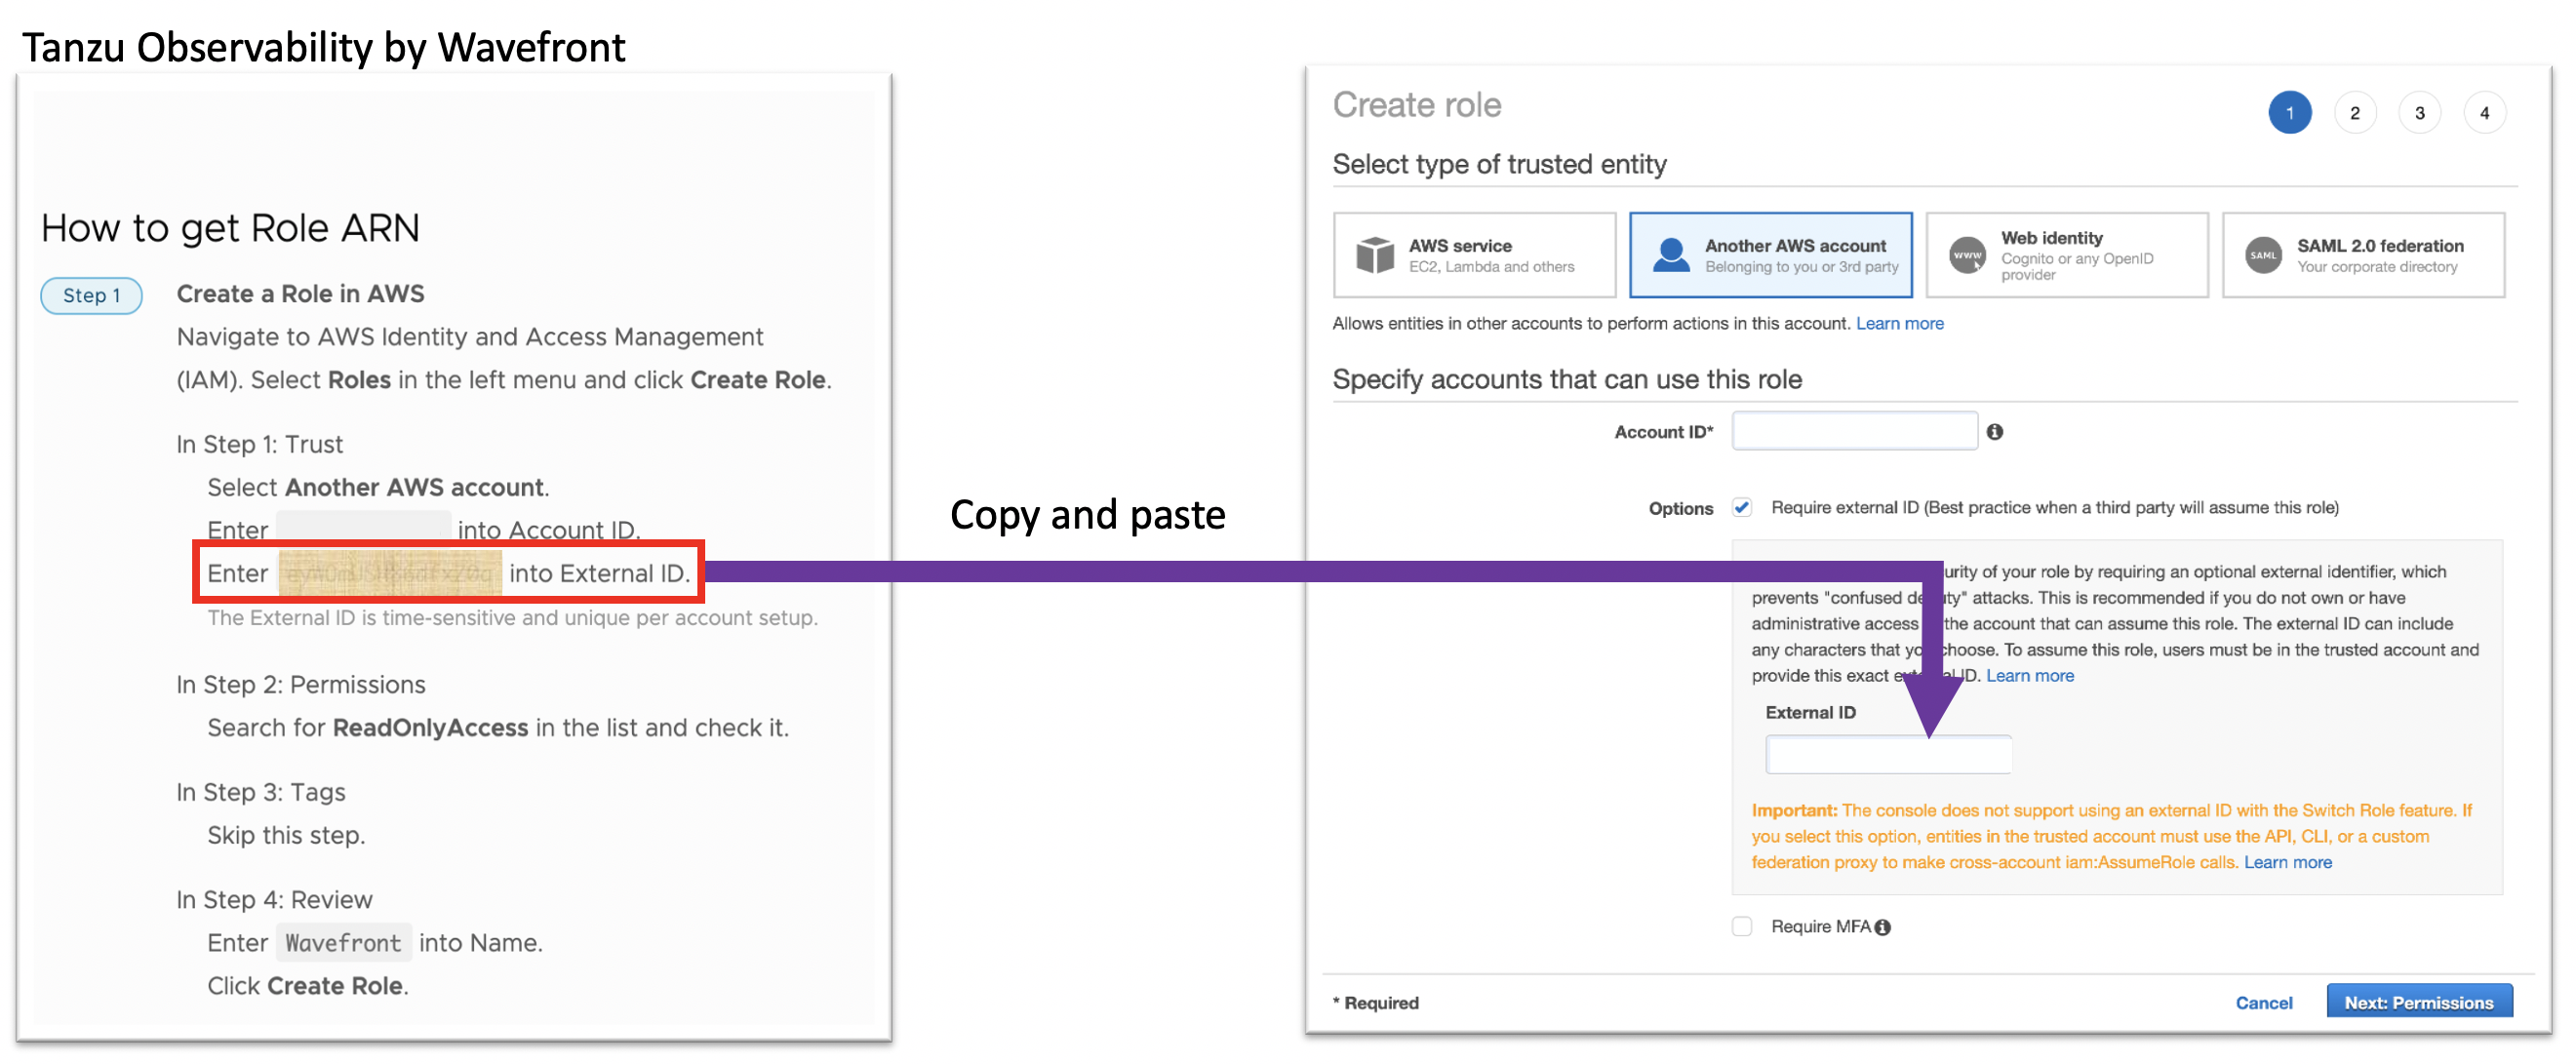 Tanzu Observability by Wavefront
How to get Role ARN
Step 1
Create a Role in AWS
Navigate to AWS Identity and Access Management
(IAM). Select Roles in the left menu and click Create Role.
In Step 1: Trust
Select Another AWS account.
Enter into Account ID.
Enter into External ID.
The External ID is time-sensitive and unique per account setup.
In Step 2: Permissions
Search for ReadOnlyAccess in the list and check it.
In Step 3: Tags
Skip this step.
In Step 4: Review
Enter Wavefront into Name.
Click Create Role.
Copy and paste
Create role
1 2 3 4
Select type of trusted entity
AWS service
EC2, Lambda and others
Another AWS account
Belonging to you or 3rd party
www
Web identity
Cognito or any OpenID
provider
SAML
SAML 2.0 federation
Your corporate directory
Allows entities in other accounts to perform actions in this account. Learn more
Specify accounts that can use this role
Account ID*
Options Require external ID (Best practice when a third party will assume this role)
urity of your role by requiring an optional external identifier, which
prevents "confused deputy" attacks. This is recommended if you do not own or have
administrative access the account that can assume this role. The external ID can include
any characters that you choose. To assume this role, users must be in the trusted account and
provide this exact external ID. Learn more
External ID
Important: The console does not support using an external ID with the Switch Role feature. If
you select this option, entities in the trusted account must use the API, CLI, or a custom
federation proxy to make cross-account iam:AssumeRole calls. Learn more
Require MFA
* Required
Cancel
Next: Permissions